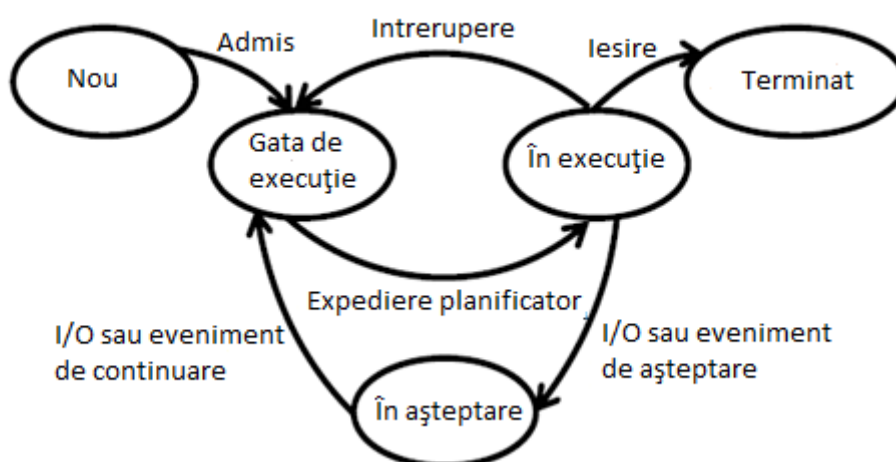 Nou
Admis
Intrerupere
Iesire
Terminat
Gata de
execuţie
În execuţie
Expediere planificator
I/O sau eveniment
de continuare
I/O sau eveniment
de aşteptare
În aşteptare